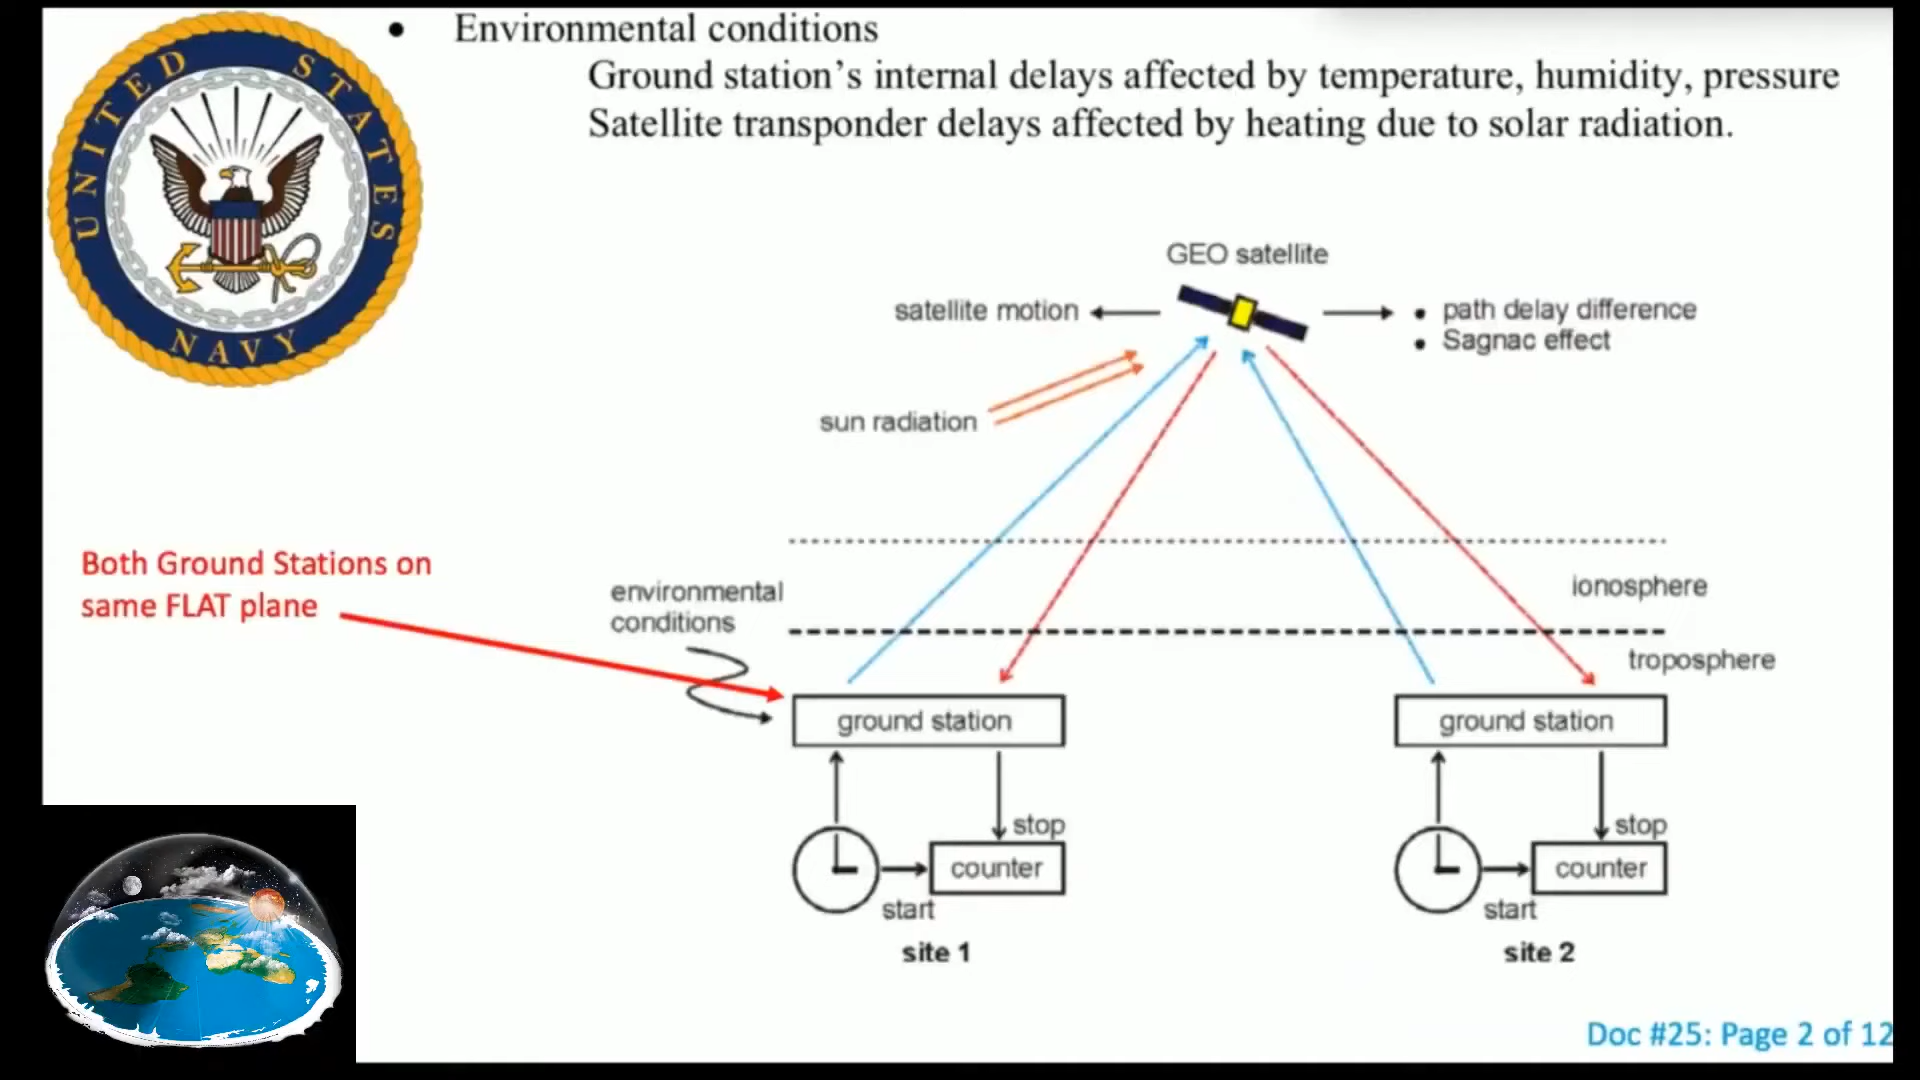 UNITED STATES
NAVY
• Environmental conditions
Ground station's internal delays affected by temperature, humidity, pressure
Satellite transponder delays affected by heating due to solar radiation.
GEO satellite
satellite motion
• path delay difference
• Sagnac effect
sun radiation
Both Ground Stations on
same FLAT plane
environmental
conditions
ionosphere
troposphere
ground station
ground station
stop
stop
counter
counter
start
start
site 1
site 2
Doc #25: Page 2 of 12